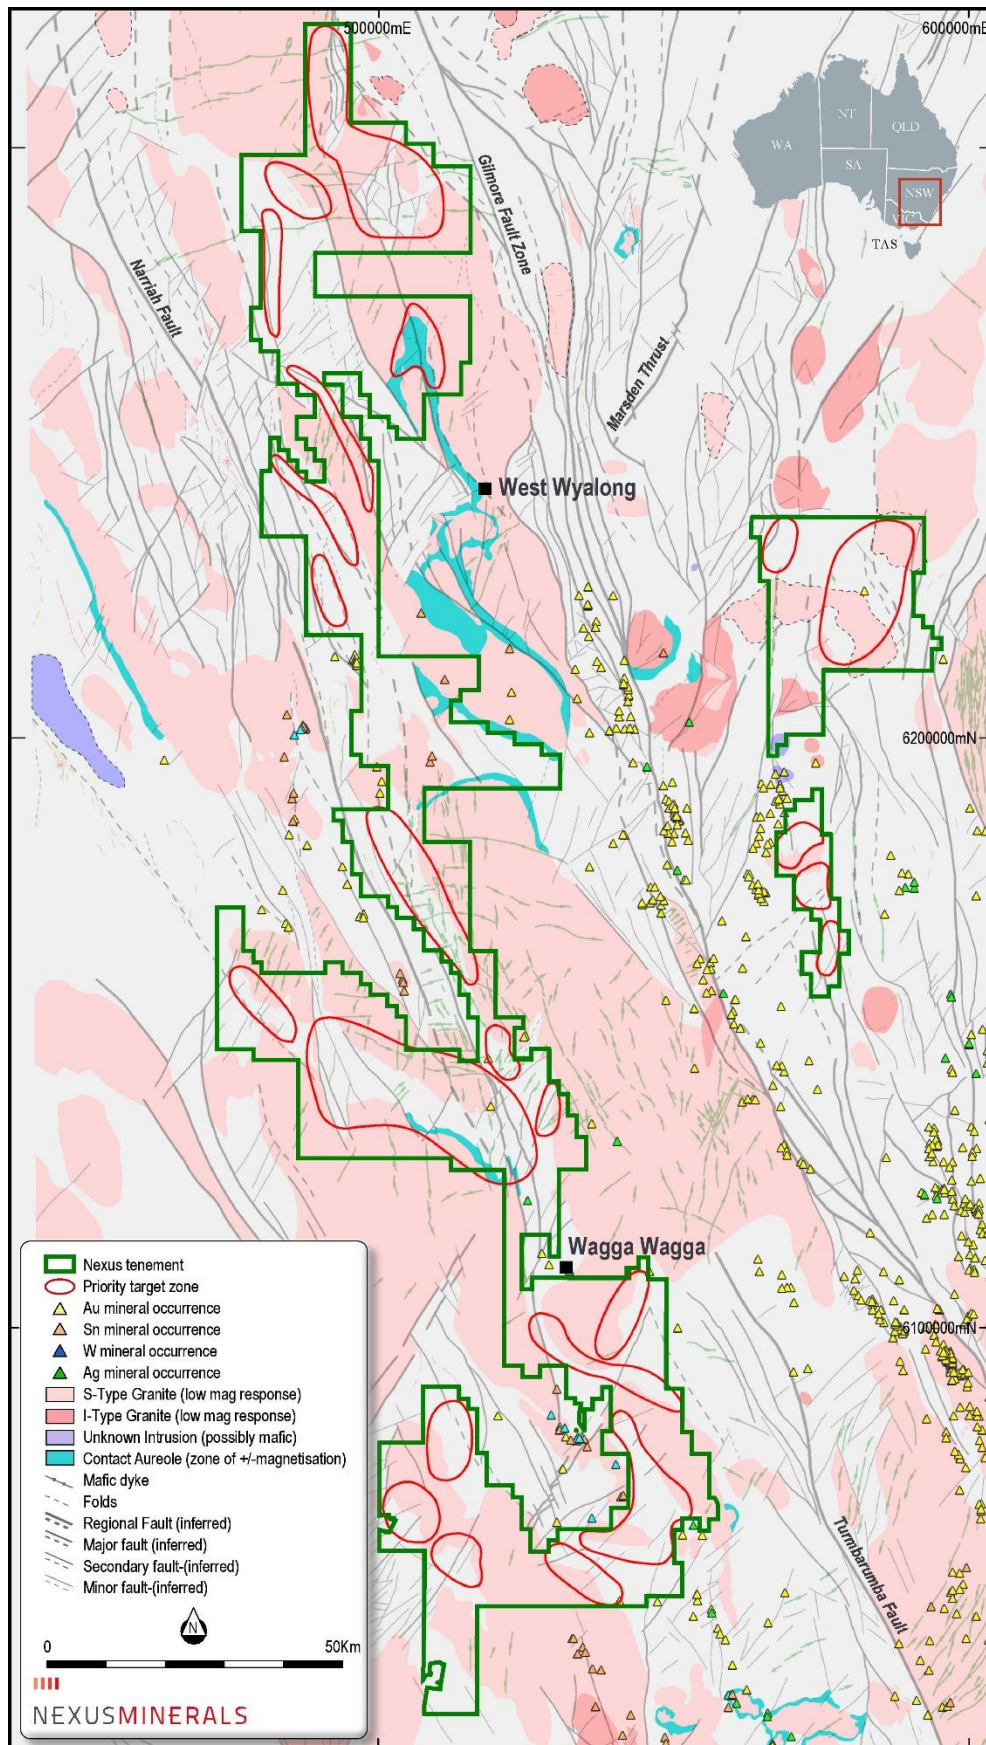 500000mE
600000mE
NT
QLD
WA
SA
NSW
VIC
TAS
Gilmore Fault Zone
Narriah Fault
Marsden Thrust
West Wyalong
6200000mN
Wagga Wagga
6100000mN
Turmbarumba Fault
Nexus tenement
Priority target zone
Au mineral occurrence
Sn mineral occurrence
W mineral occurrence
Ag mineral occurrence
S-Type Granite (low mag response)
I-Type Granite (low mag response)
Unknown Intrusion (possibly mafic)
Contact Aureole (zone of +/-magnetisation)
Mafic dyke
Folds
Regional Fault (inferred)
Major fault (inferred)
Secondary fault-(inferred)
Minor fault-(inferred)
N
0 50Km
NEXUSMINERALS